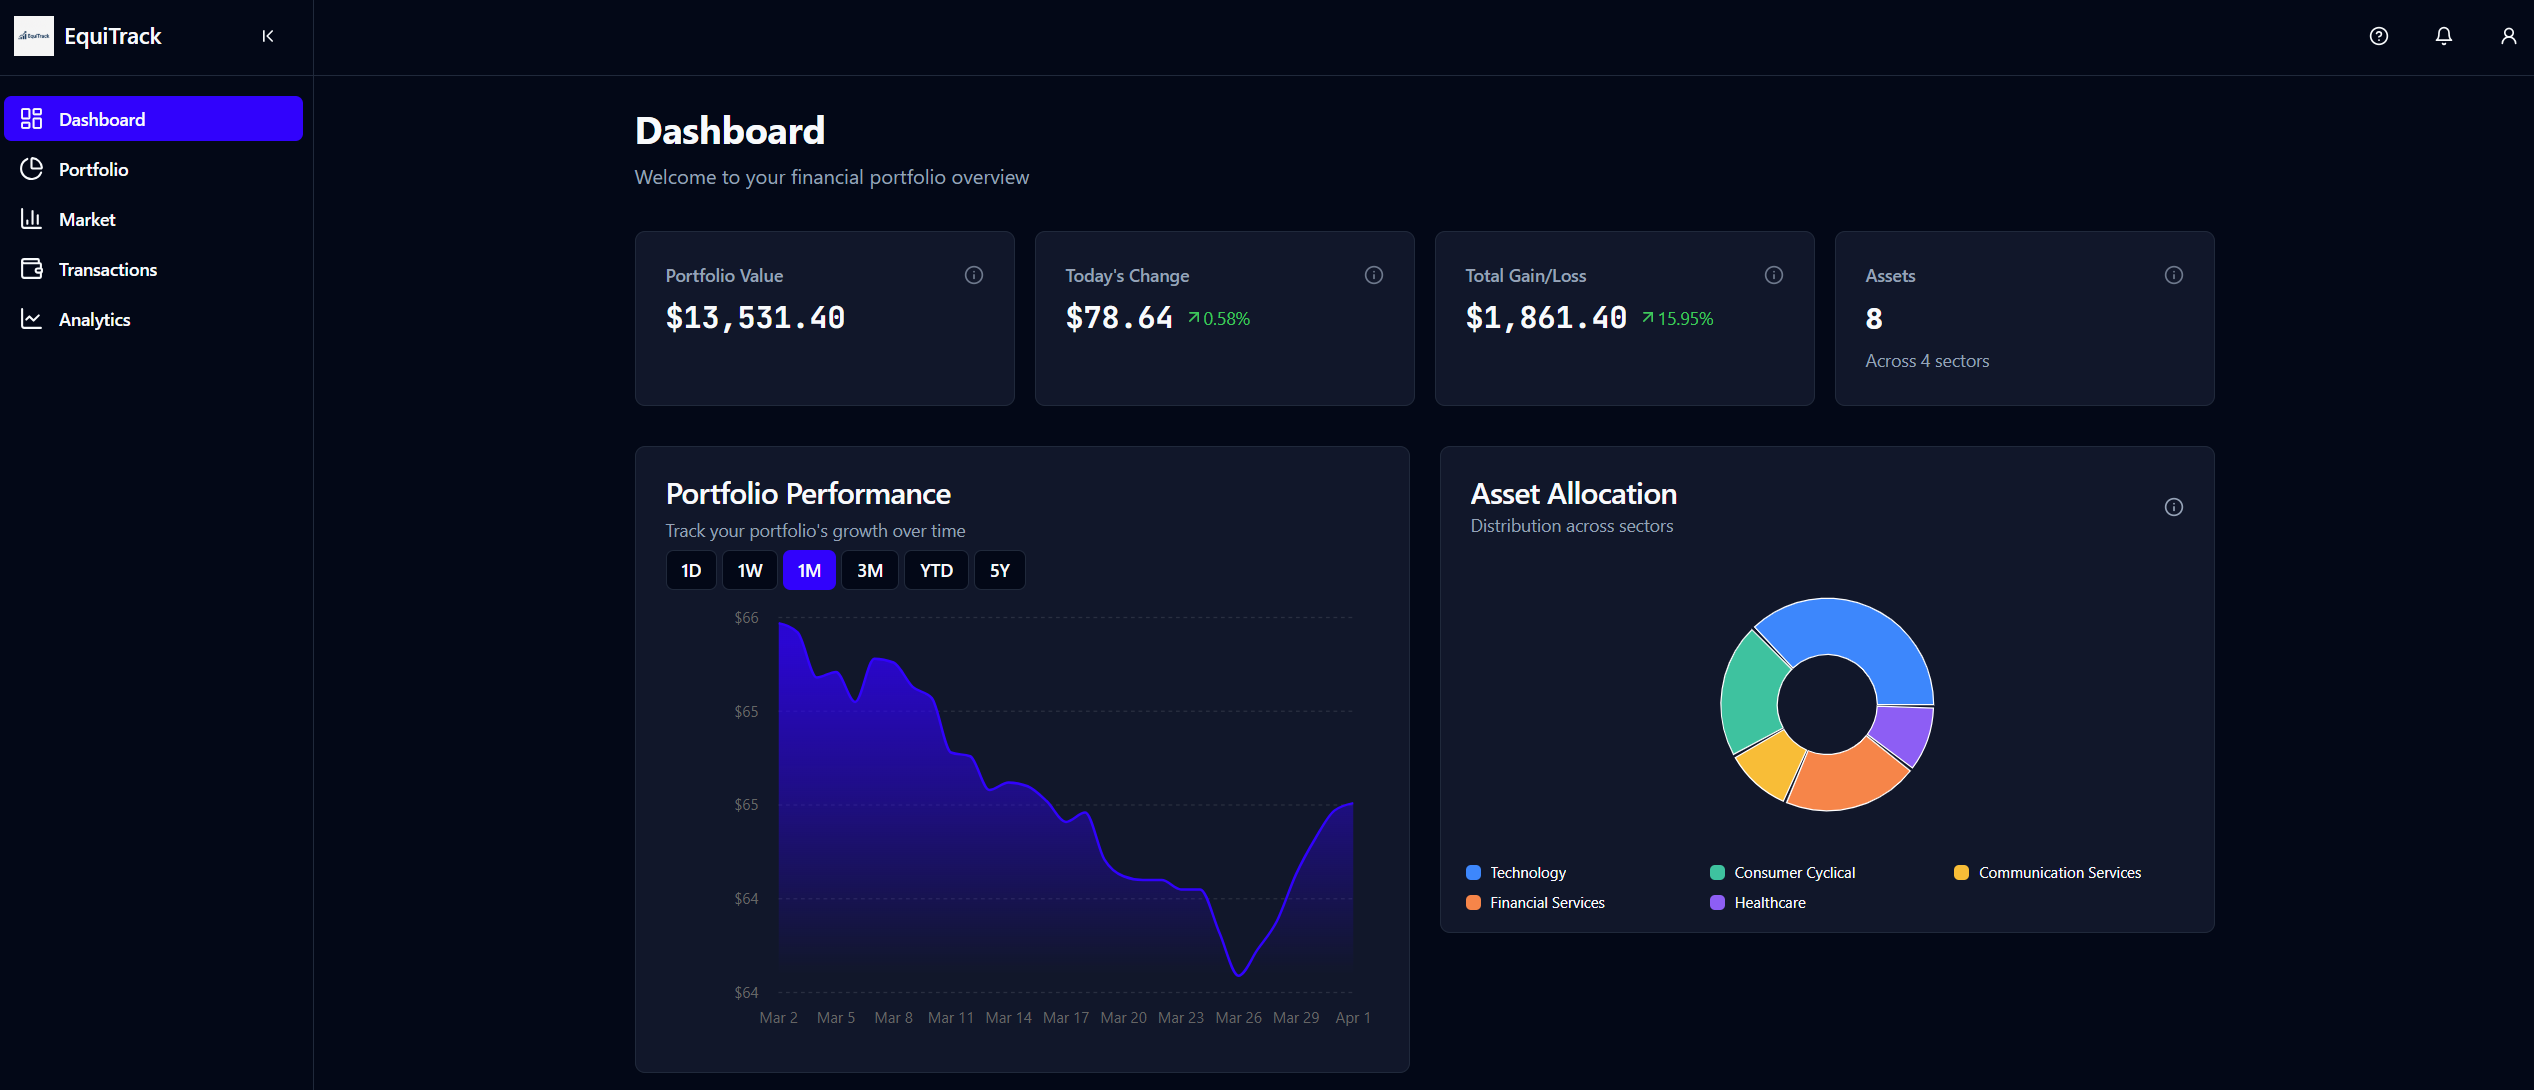 EquiTrack
EquiTrack
Dashboard
Portfolio
Market
Transactions
Analytics
Dashboard
Welcome to your financial portfolio overview
Portfolio Value
$13,531.40
Today's Change
$78.64 0.58%
Total Gain/Loss
$1,861.40 15.95%
Assets
8
Across 4 sectors
Portfolio Performance
Track your portfolio's growth over time
1D 1W 1M 3M YTD 5Y
$66
$65
$65
$64
$64
Mar 2 Mar 5 Mar 8 Mar 11 Mar 14 Mar 17 Mar 20 Mar 23 Mar 26 Mar 29 Apr 1
Asset Allocation
Distribution across sectors
Technology Consumer Cyclical Communication Services
Financial Services Healthcare